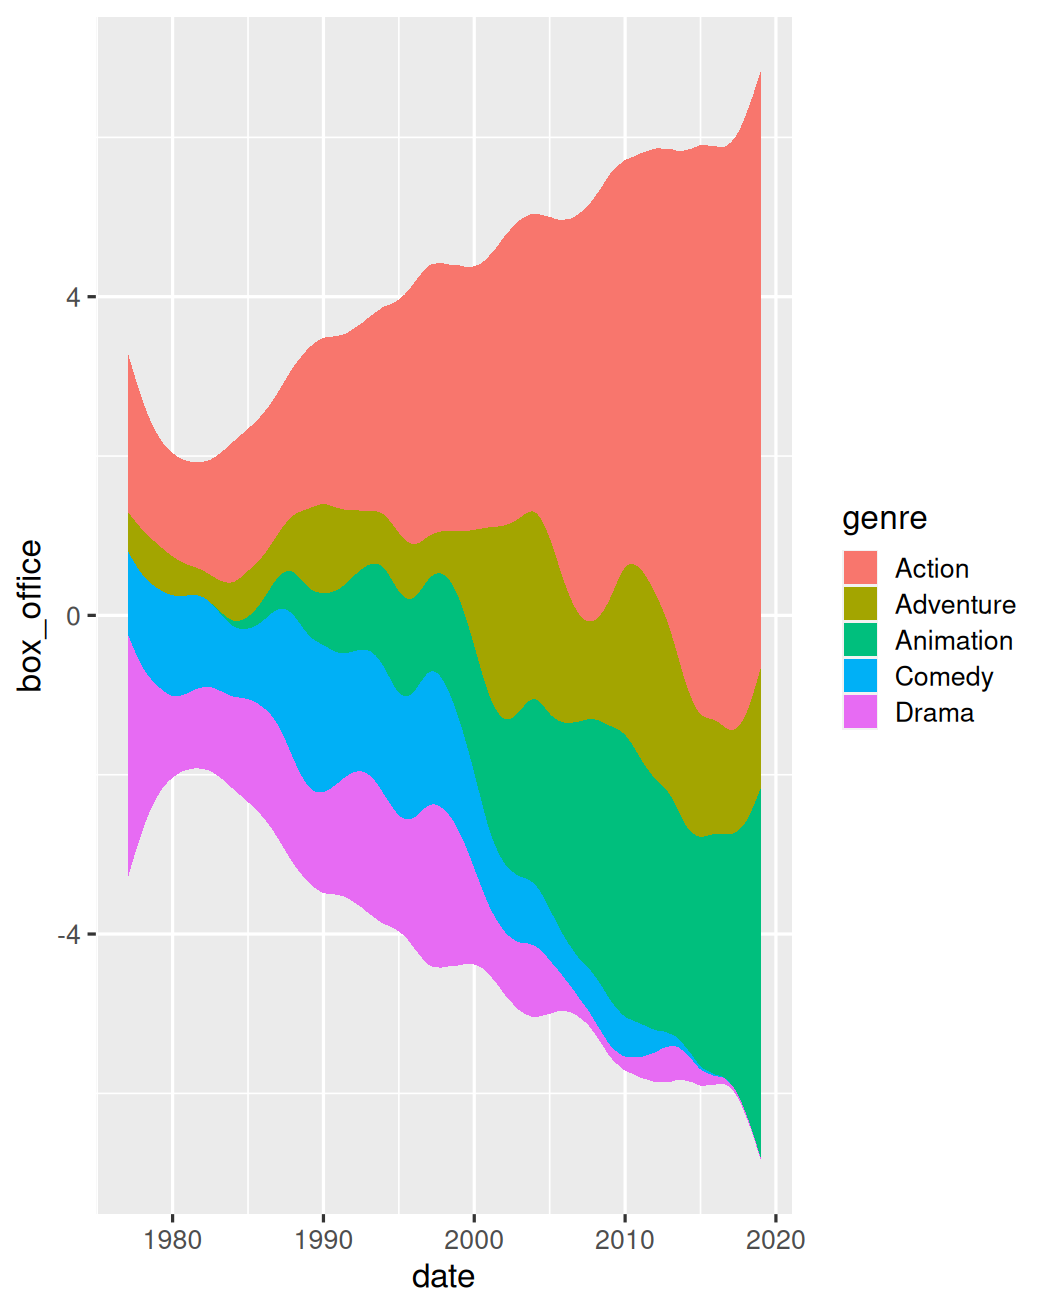 4
0
-4
box_office
1980
1990
2000
2010
2020
date
genre
Action
Adventure
Animation
Comedy
Drama